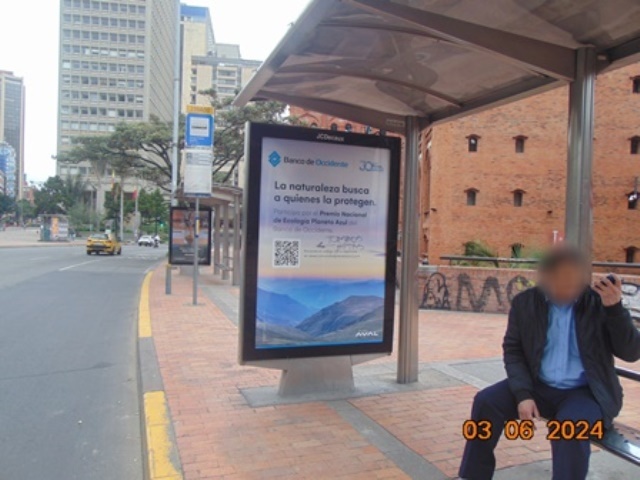 JCDecaux
Banco de Occidente
La naturaleza busca
a quienes la protegen.
Participa por el Premio Nacional
de Ecología Planeta Azul del
Banco de Occidente.
AVAL
03 06 2024